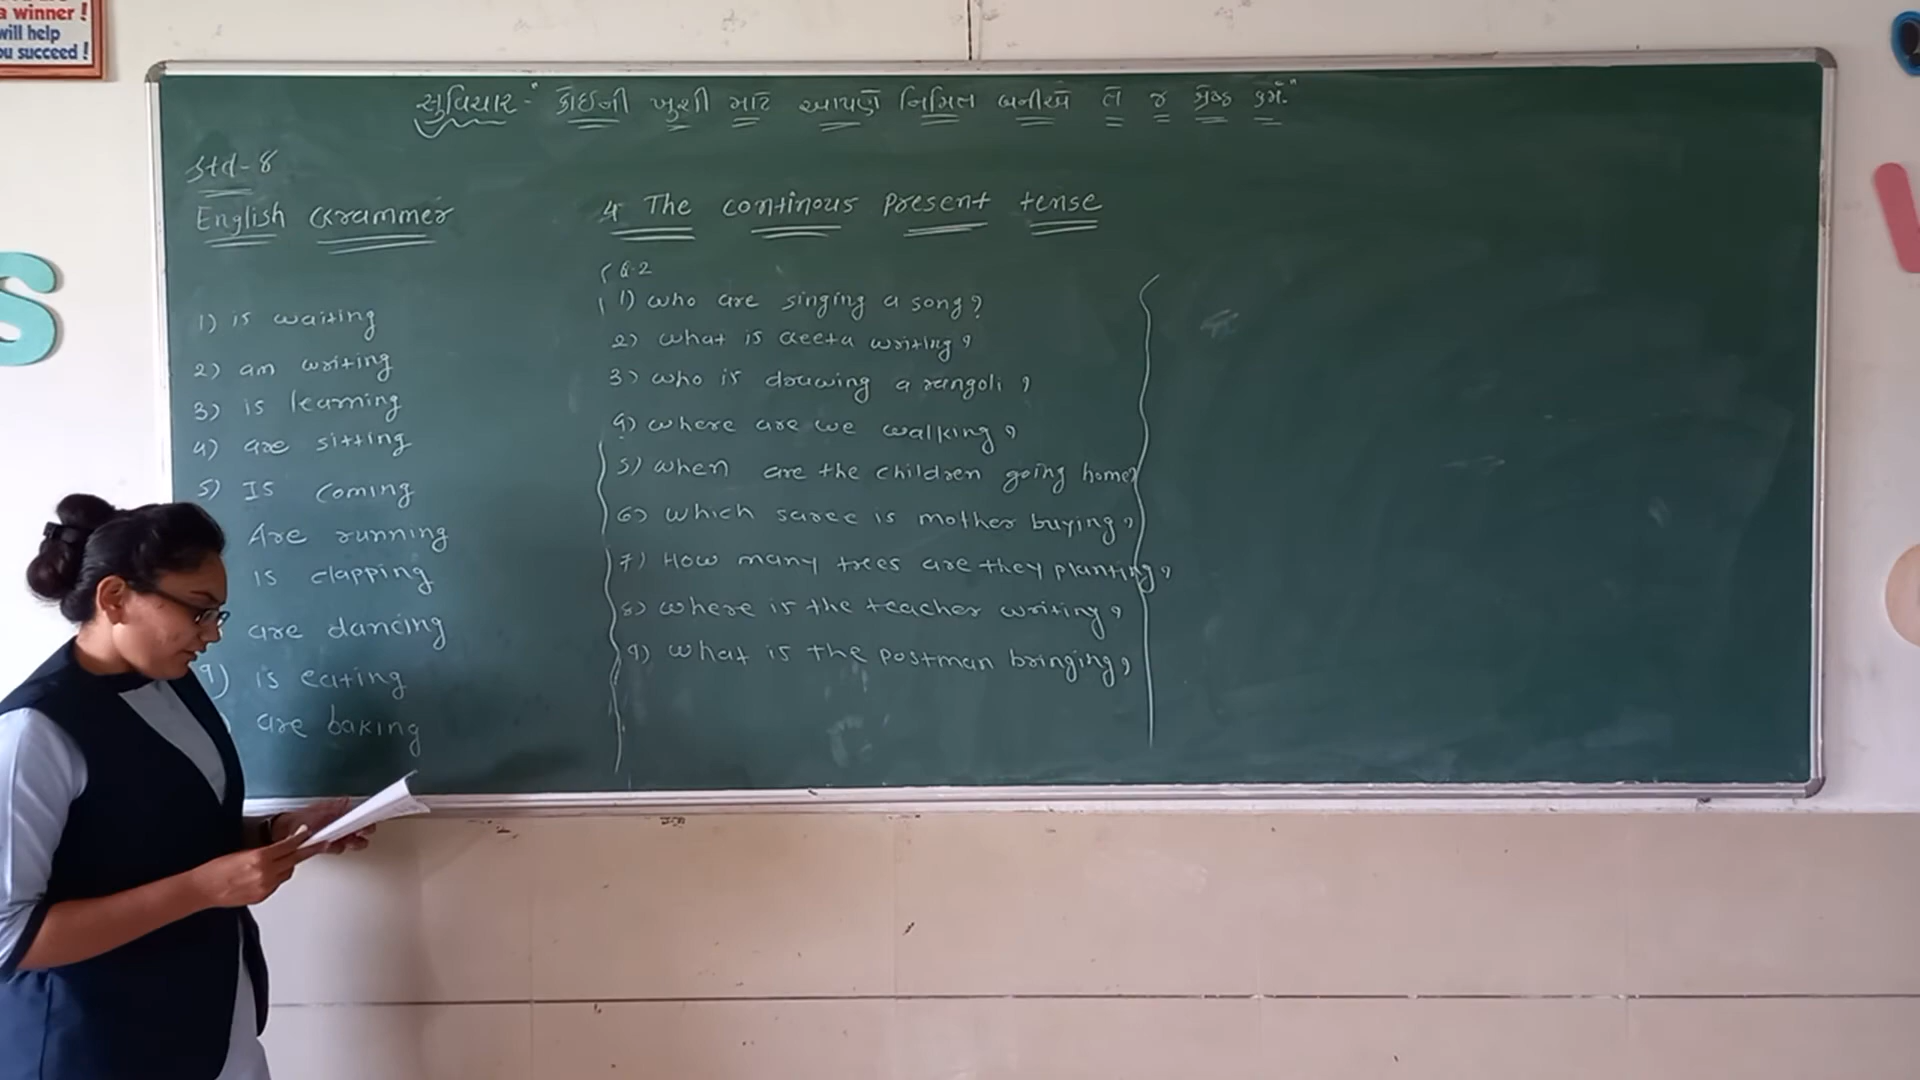 a winner !
will help
ou succeed !
સુવિચાર - " કોઇની ખુશી માટે આપણે નિમિત બનીએ તે જ શ્રેષ્ઠ કર્મ. "
Std - 8
English Grammer
4 The continous present tense
1) is waiting
2) am writing
3) is learning
4) are sitting
5) Is coming
Are running
is clapping
are dancing
9) is eating
) are baking
Q-2
1) who are singing a song?
2) what is Geeta writing?
3) who is drawing a rangoli ?
4) where are we walking?
5) when are the children going home?
6) which saree is mother buying?
7) How many trees are they planting?
8) where is the teacher writing?
9) what is the postman bringing?